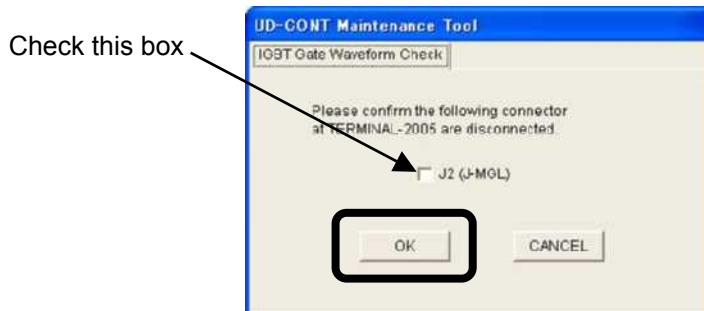 UD-CONT Maintenance Tool
Check this box
IGBT Gate Waveform Check
Please confirm the following connector
at TERMINAL-2005 are disconnected.
J2 (J-MGL)
OK
CANCEL